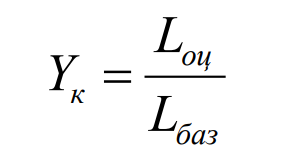 Yк = Lоц / Lбаз